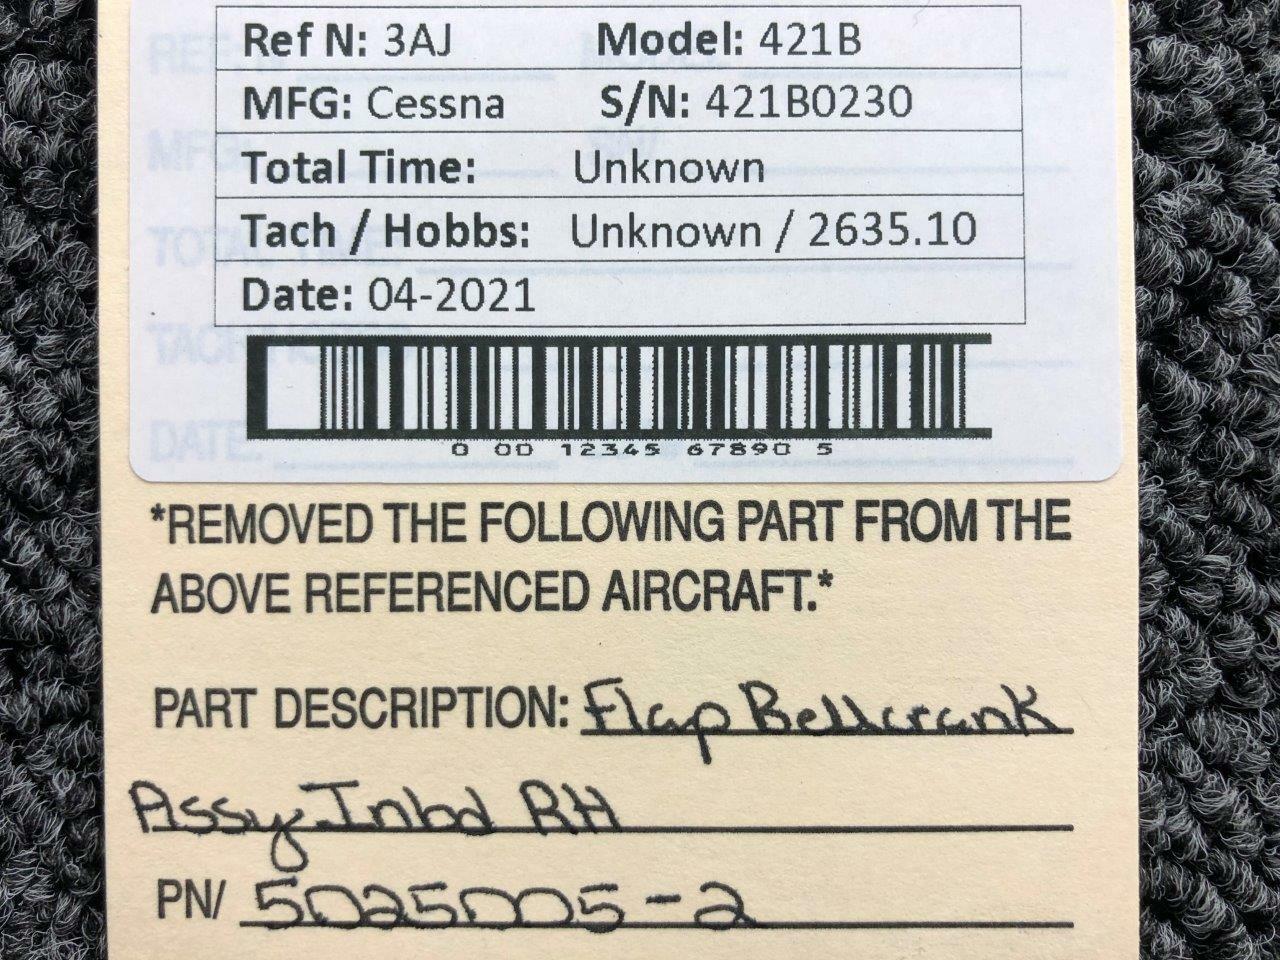 Ref N: 3AJ Model: 421B
MFG: Cessna S/N: 421B0230
Total Time: Unknown
Tach / Hobbs: Unknown / 2635.10
Date: 04-2021
0 00 12345 67890 5
*REMOVED THE FOLLOWING PART FROM THE
ABOVE REFERENCED AIRCRAFT.*
PART DESCRIPTION: Flap Bellcrank
Assy Inbd RH
PN/ 5025005-2